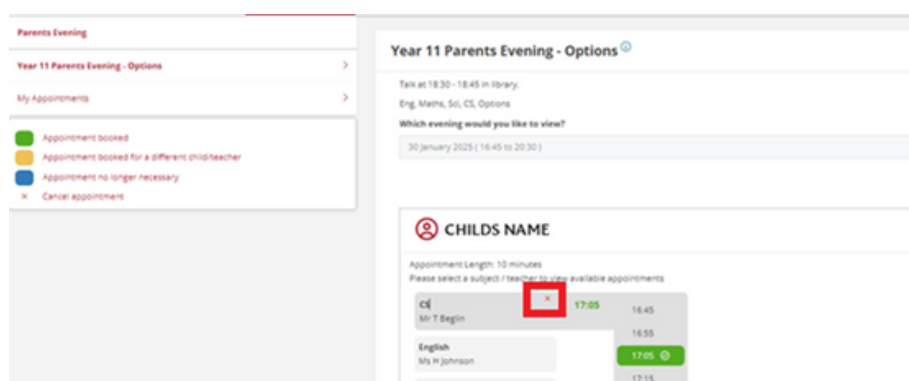 Parents Evening
Year 11 Parents Evening - Options
My Appointments
Appointment booked
Appointment booked for a different child/teacher
Appointment no longer necessary
× Cancel appointment
Year 11 Parents Evening - Options
Talk at 18:30 - 18:45 in library.
Eng, Maths, Sci, CS, Options
Which evening would you like to view?
30 January 2025 ( 16:45 to 20:30 )
CHILDS NAME
Appointment Length: 10 minutes
Please select a subject / teacher to view available appointments
CS × 17:05
Mr T Beglin
English
Ms H Johnson
16:45
16:55
17:05
17:15